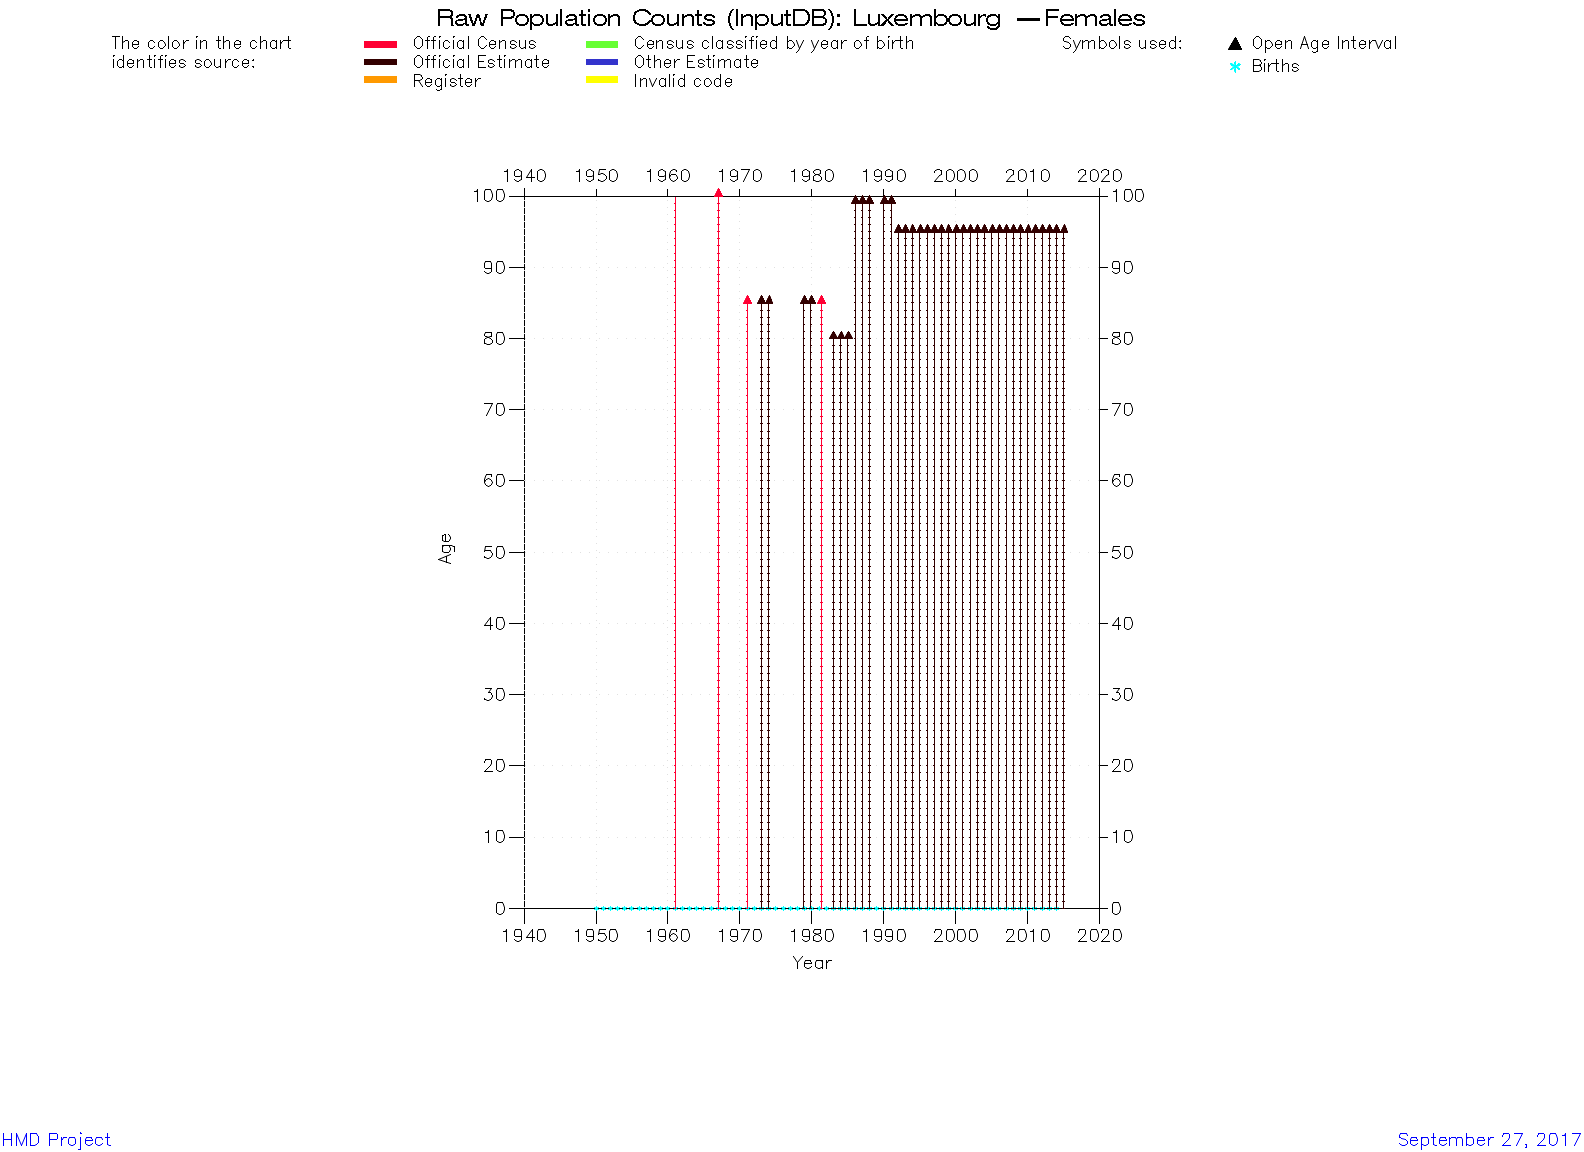 Raw Population Counts (InputDB): Luxembourg — Females
The color in the chart
identifies source:
Official Census
Official Estimate
Register
Census classified by year of birth
Other Estimate
Invalid code
Symbols used:
Open Age Interval
Births
1940 1950 1960 1970 1980 1990 2000 2010 2020
100 100
90 90
80 80
70 70
60 60
50 50
40 40
30 30
20 20
10 10
0 0
Age
1940 1950 1960 1970 1980 1990 2000 2010 2020
Year
HMD Project September 27, 2017